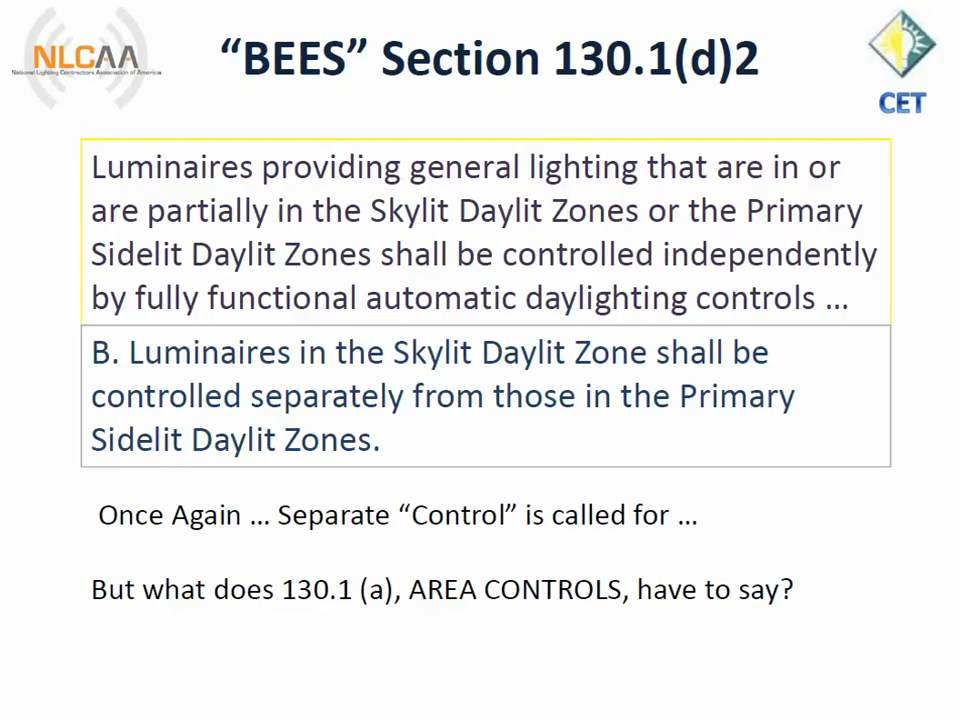 NLCAA
National Lighting Contractors Association of America
“BEES” Section 130.1(d)2
CET
Luminaires providing general lighting that are in or
are partially in the Skylit Daylit Zones or the Primary
Sidelit Daylit Zones shall be controlled independently
by fully functional automatic daylighting controls …
B. Luminaires in the Skylit Daylit Zone shall be
controlled separately from those in the Primary
Sidelit Daylit Zones.
Once Again … Separate “Control” is called for …
But what does 130.1 (a), AREA CONTROLS, have to say?